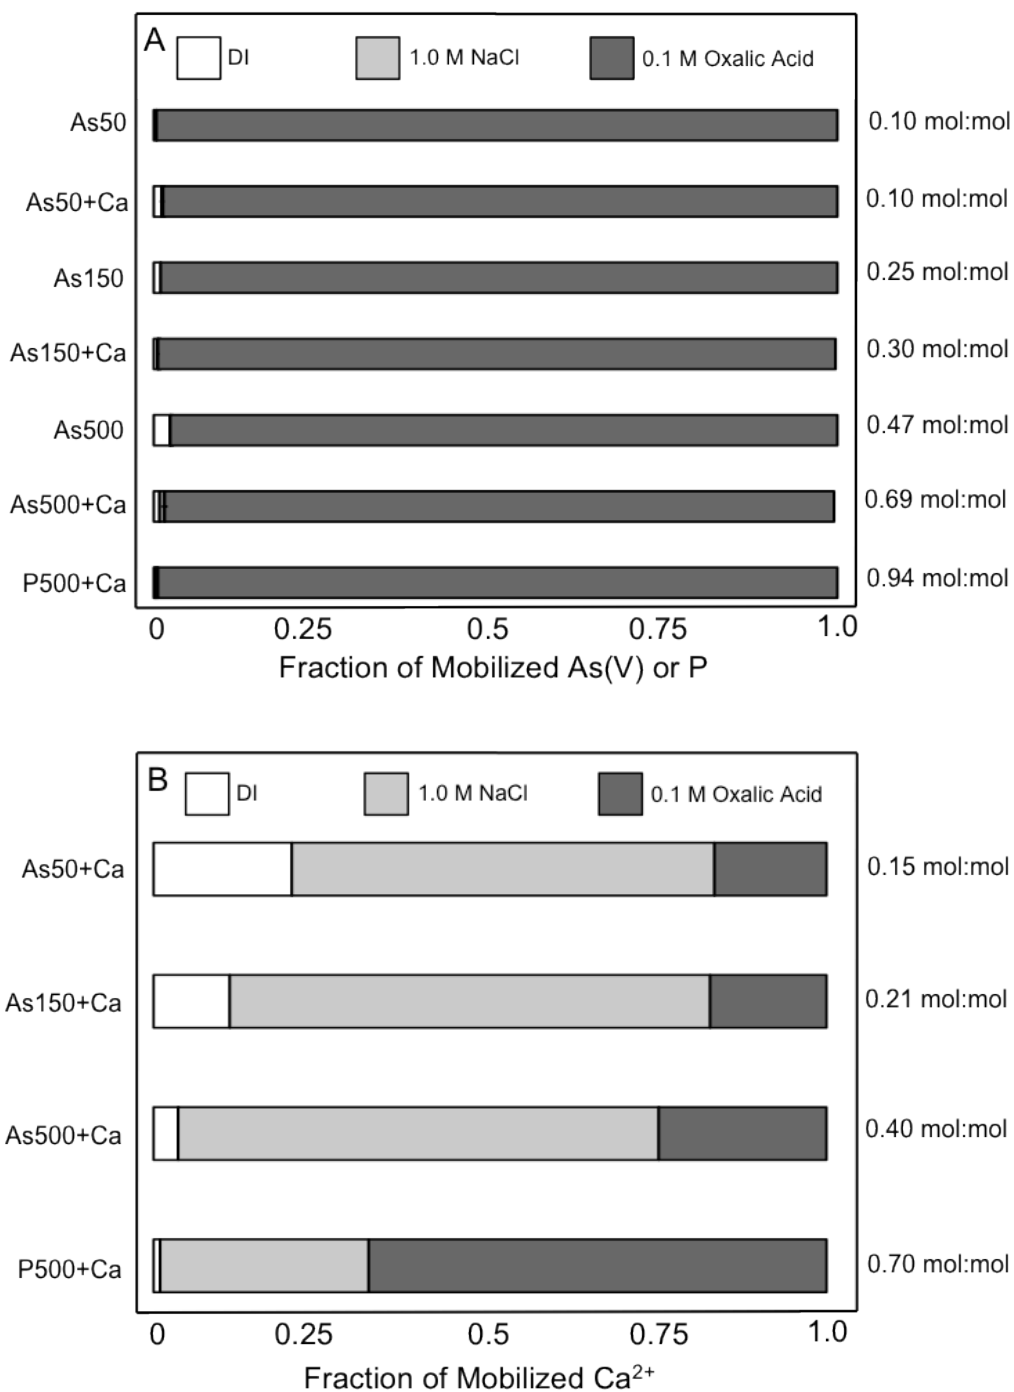 A
DI
1.0 M NaCl
0.1 M Oxalic Acid
As50
0.10 mol:mol
As50+Ca
0.10 mol:mol
As150
0.25 mol:mol
As150+Ca
0.30 mol:mol
As500
0.47 mol:mol
As500+Ca
0.69 mol:mol
P500+Ca
0.94 mol:mol
0 0.25 0.5 0.75 1.0
Fraction of Mobilized As(V) or P
B
DI
1.0 M NaCl
0.1 M Oxalic Acid
As50+Ca
0.15 mol:mol
As150+Ca
0.21 mol:mol
As500+Ca
0.40 mol:mol
P500+Ca
0.70 mol:mol
0 0.25 0.5 0.75 1.0
Fraction of Mobilized Ca²⁺